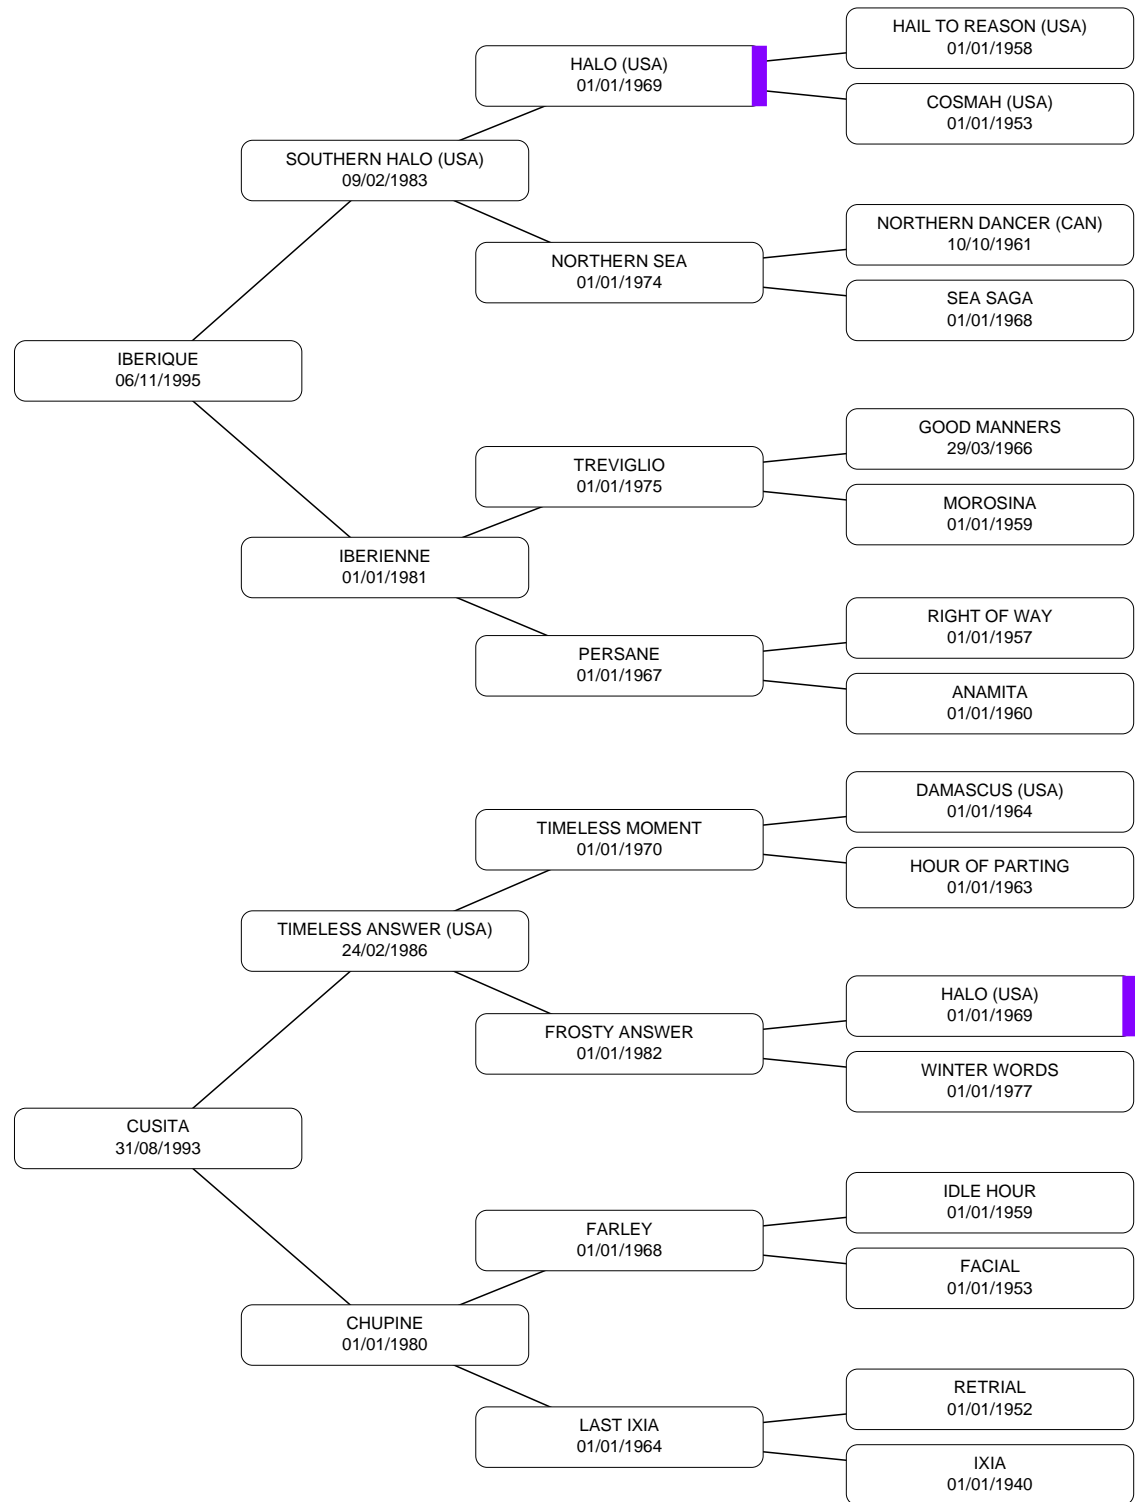 HAIL TO REASON (USA)
01/01/1958
HALO (USA)
01/01/1969
COSMAH (USA)
01/01/1953
SOUTHERN HALO (USA)
09/02/1983
NORTHERN DANCER (CAN)
10/10/1961
NORTHERN SEA
01/01/1974
SEA SAGA
01/01/1968
IBERIQUE
06/11/1995
GOOD MANNERS
29/03/1966
TREVIGLIO
01/01/1975
MOROSINA
01/01/1959
IBERIENNE
01/01/1981
RIGHT OF WAY
01/01/1957
PERSANE
01/01/1967
ANAMITA
01/01/1960
DAMASCUS (USA)
01/01/1964
TIMELESS MOMENT
01/01/1970
HOUR OF PARTING
01/01/1963
TIMELESS ANSWER (USA)
24/02/1986
HALO (USA)
01/01/1969
FROSTY ANSWER
01/01/1982
WINTER WORDS
01/01/1977
CUSITA
31/08/1993
IDLE HOUR
01/01/1959
FARLEY
01/01/1968
FACIAL
01/01/1953
CHUPINE
01/01/1980
RETRIAL
01/01/1952
LAST IXIA
01/01/1964
IXIA
01/01/1940